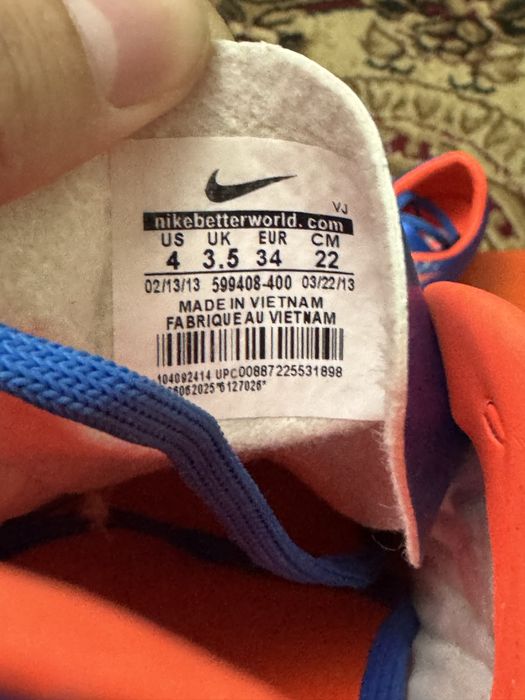 VJ
nikebetterworld.com
US UK EUR CM
4 3.5 34 22
02/13/13 599408-400 03/22/13
MADE IN VIETNAM
FABRIQUE AU VIETNAM
104092414 UPC00887225531898